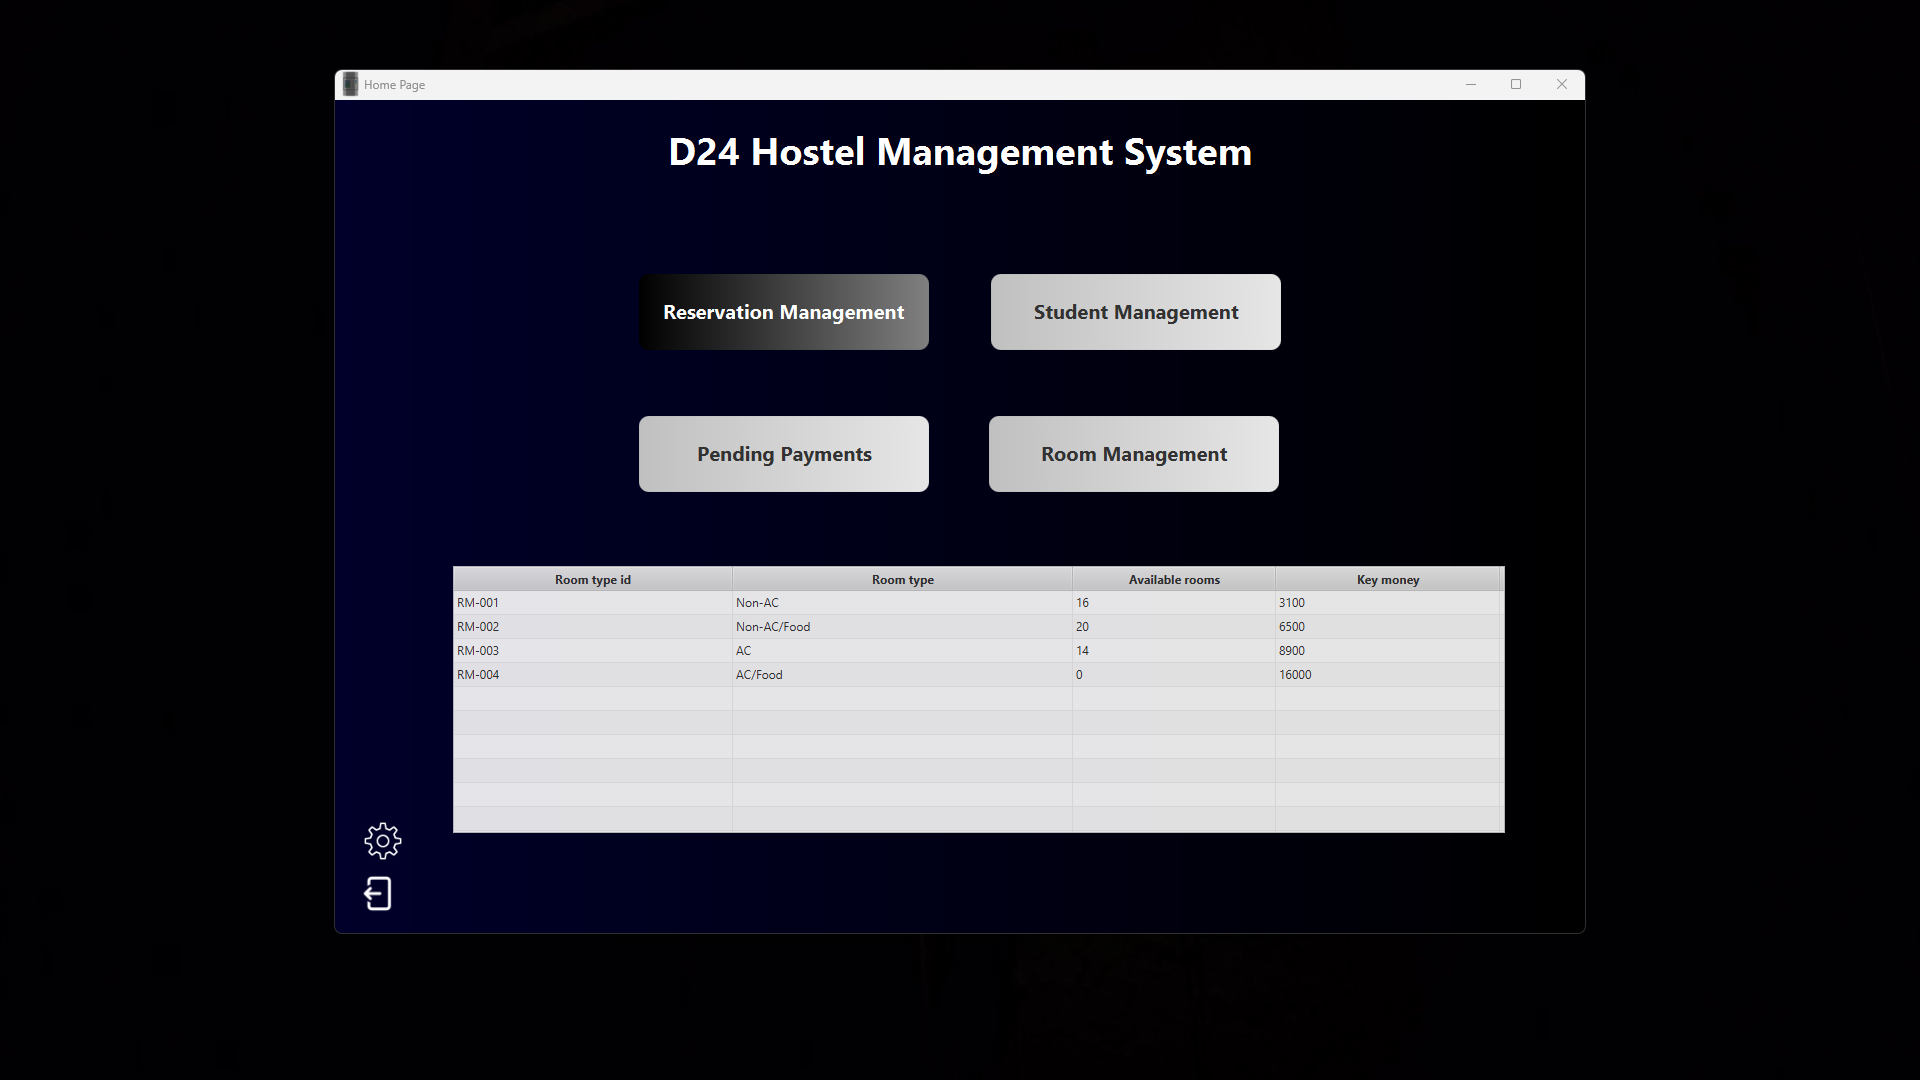 Home Page
D24 Hostel Management System
Reservation Management Student Management
Pending Payments Room Management
Room type id Room type Available rooms Key money
RM-001 Non-AC 16 3100
RM-002 Non-AC/Food 20 6500
RM-003 AC 14 8900
RM-004 AC/Food 0 16000